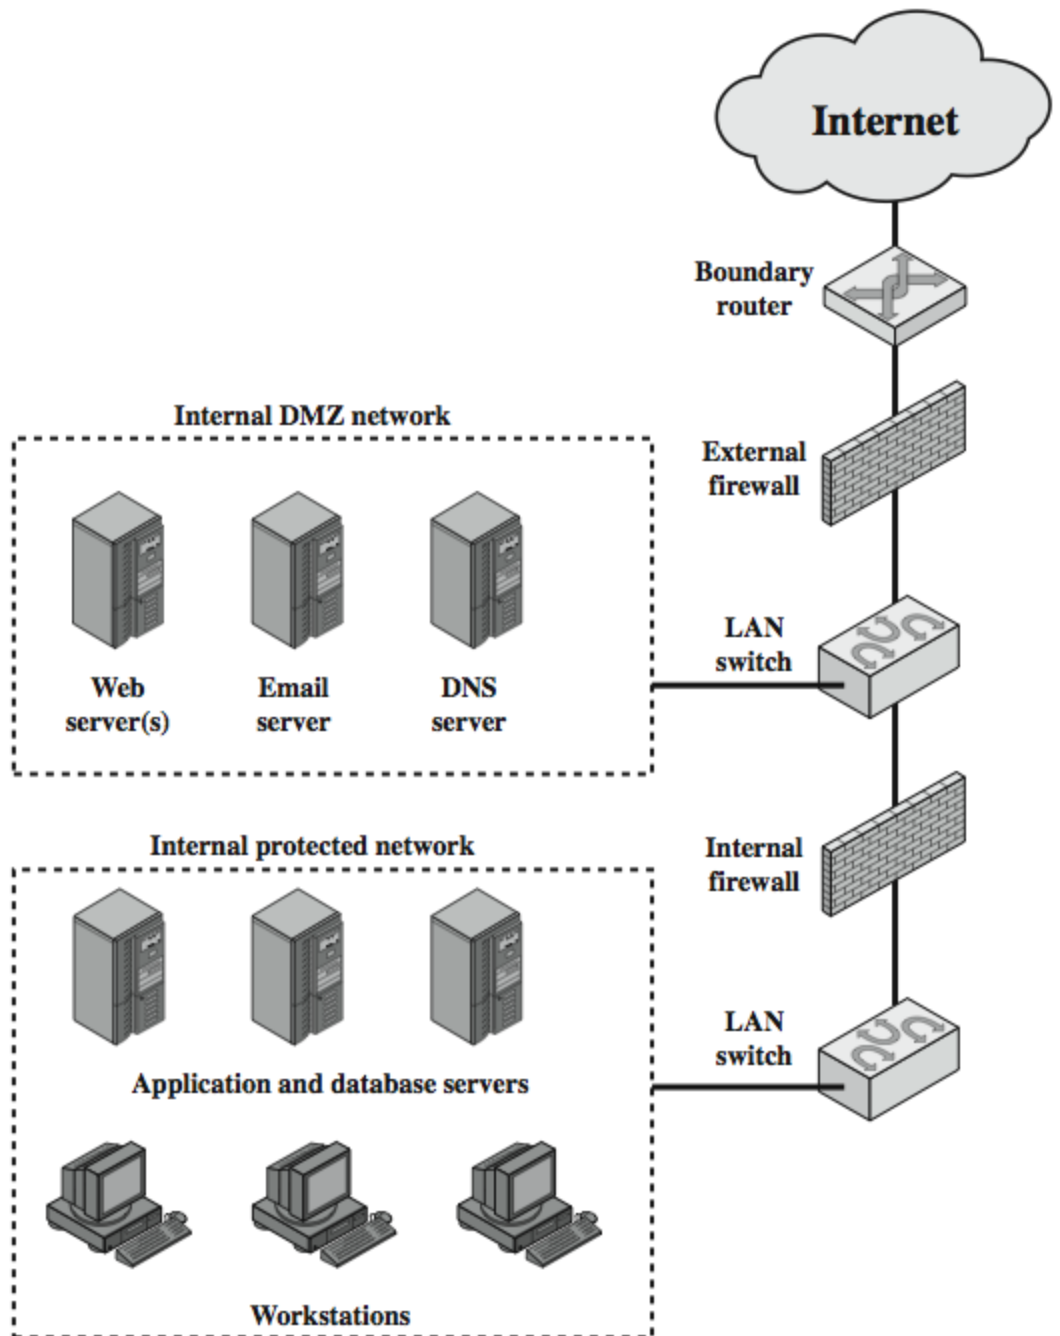 Internet
Boundary
router
Internal DMZ network
External
firewall
Web
server(s)
Email
server
DNS
server
LAN
switch
Internal protected network
Internal
firewall
Application and database servers
LAN
switch
Workstations